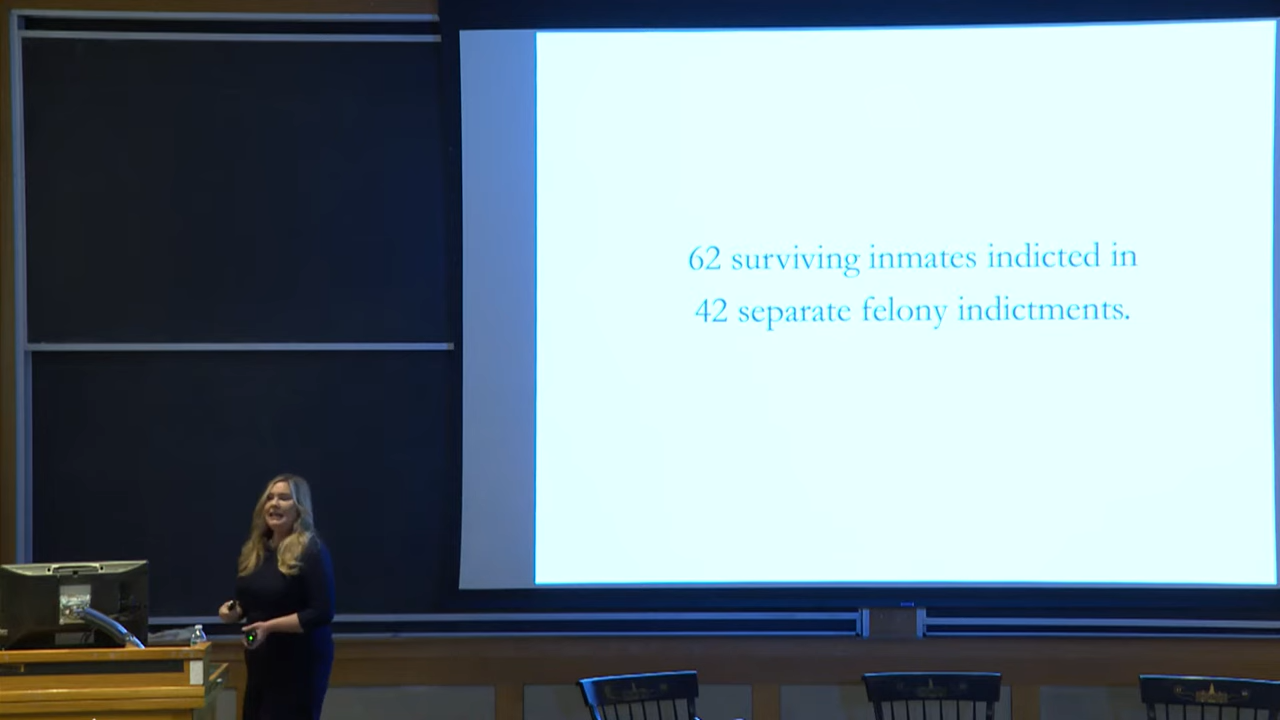 62 surviving inmates indicted in
42 separate felony indictments.